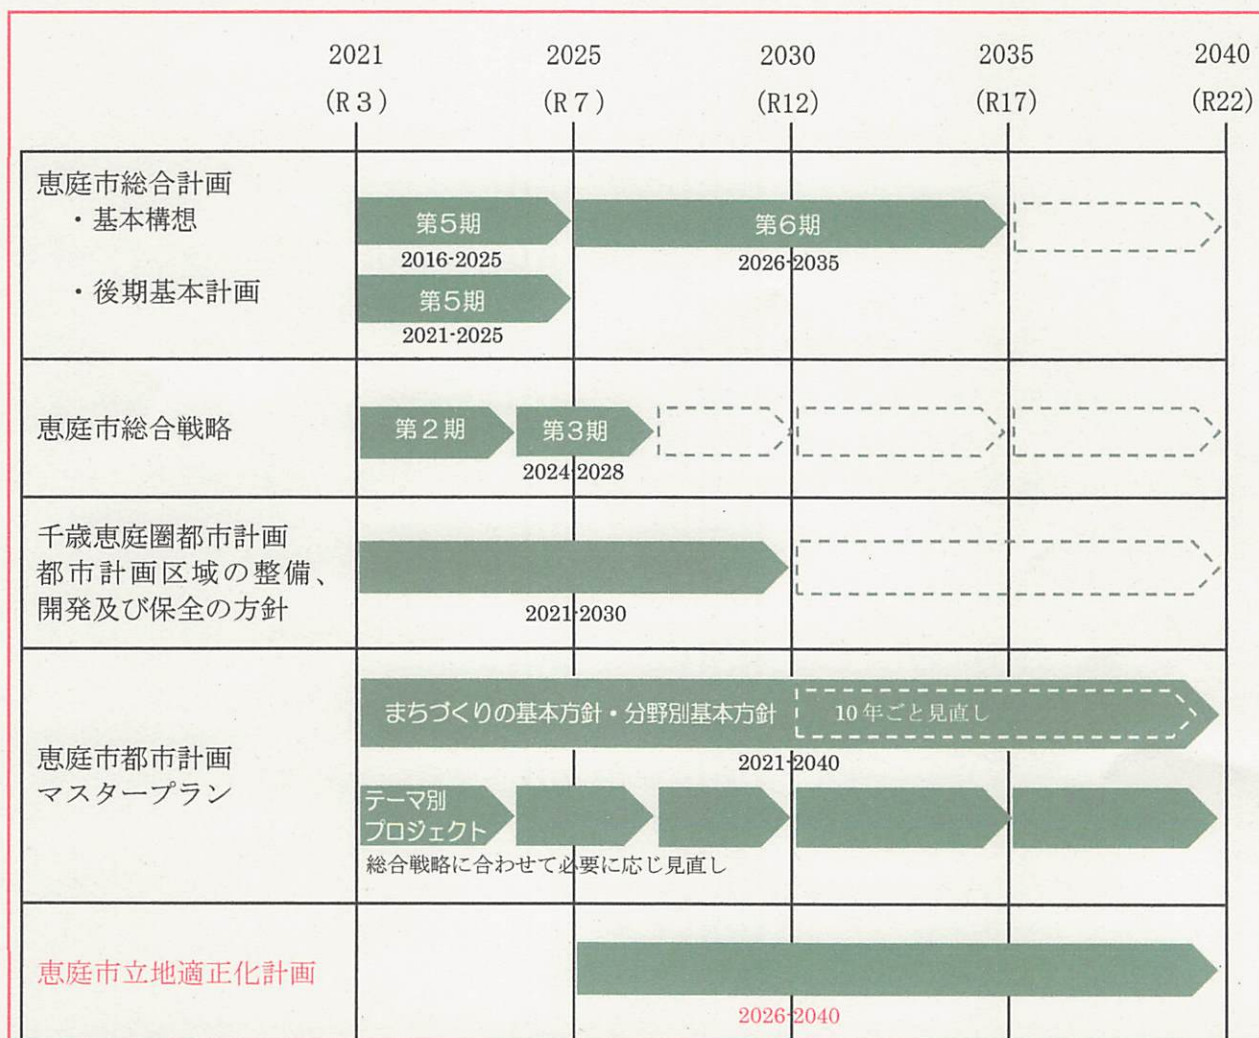 2021 2025 2030 2035 2040
(R3) (R7) (R12) (R17) (R22)
恵庭市総合計画
・基本構想
第5期 第6期
2016-2025 2026-2035
・後期基本計画
第5期
2021-2025
恵庭市総合戦略
第2期 第3期
2024-2028
千歳恵庭圏都市計画
都市計画区域の整備、
開発及び保全の方針
2021-2030
恵庭市都市計画
マスタープラン
まちづくりの基本方針・分野別基本方針 10年ごと見直し
2021-2040
テーマ別
プロジェクト
総合戦略に合わせて必要に応じ見直し
恵庭市立地適正化計画
2026-2040